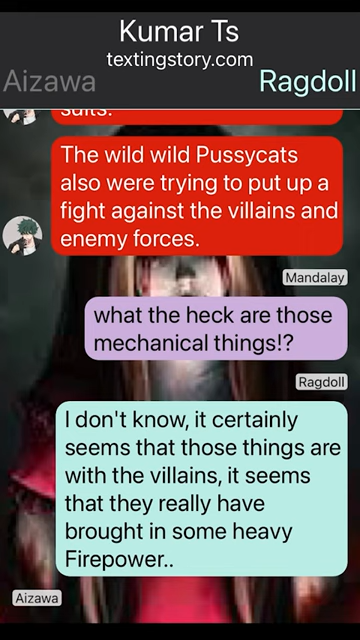 Kumar Ts
textingstory.com
Aizawa
Ragdoll
suits.
The wild wild Pussycats
also were trying to put up a
fight against the villains and
enemy forces.
Mandalay
what the heck are those
mechanical things!?
Ragdoll
I don't know, it certainly
seems that those things are
with the villains, it seems
that they really have
brought in some heavy
Firepower..
Aizawa